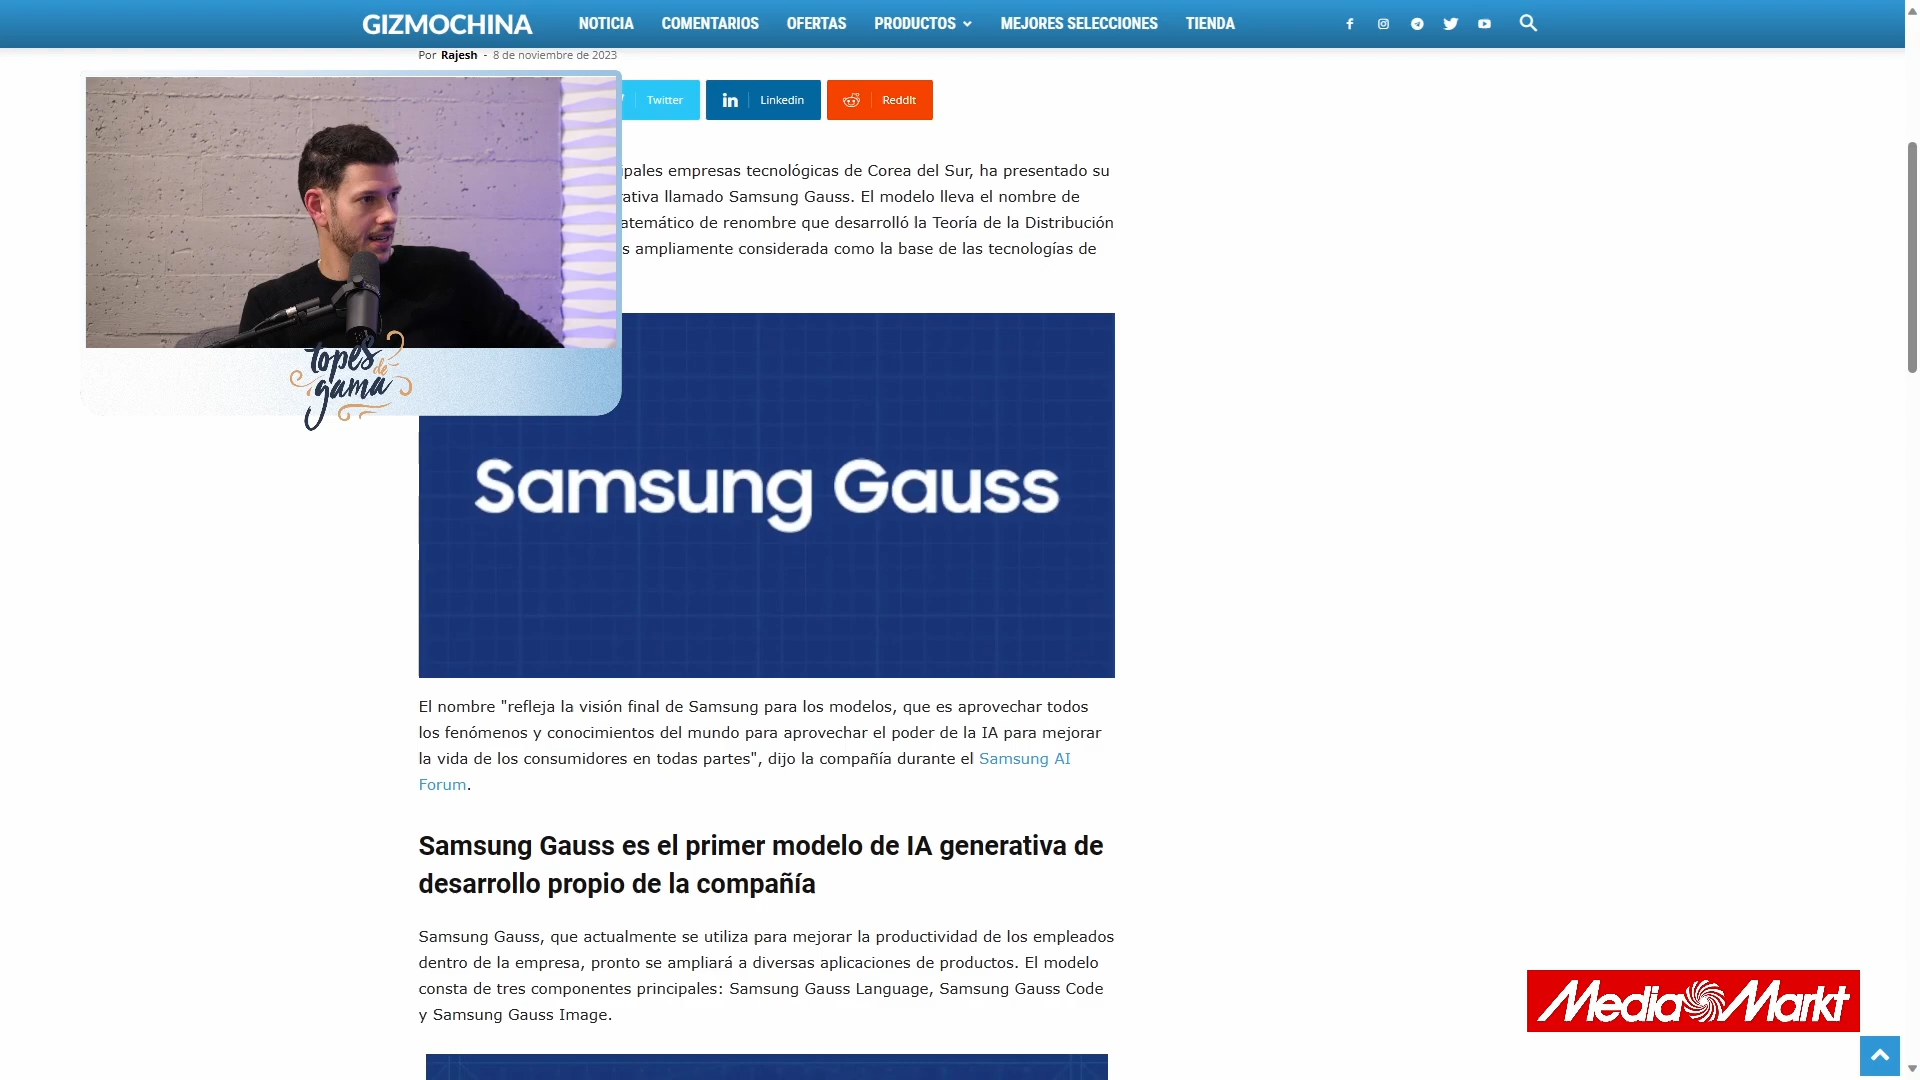 GIZMOCHINA
NOTICIA COMENTARIOS OFERTAS PRODUCTOS MEJORES SELECCIONES TIENDA
Por Rajesh - 8 de noviembre de 2023
Twitter Linkedin ReddIt
empresas tecnológicas de Corea del Sur, ha presentado su
llamado Samsung Gauss. El modelo lleva el nombre de
de renombre que desarrolló la Teoría de la Distribución
ampliamente considerada como la base de las tecnologías de
topes de gama
Samsung Gauss
El nombre "refleja la visión final de Samsung para los modelos, que es aprovechar todos
los fenómenos y conocimientos del mundo para aprovechar el poder de la IA para mejorar
la vida de los consumidores en todas partes", dijo la compañía durante el Samsung AI
Forum.
Samsung Gauss es el primer modelo de IA generativa de
desarrollo propio de la compañía
Samsung Gauss, que actualmente se utiliza para mejorar la productividad de los empleados
dentro de la empresa, pronto se ampliará a diversas aplicaciones de productos. El modelo
consta de tres componentes principales: Samsung Gauss Language, Samsung Gauss Code
y Samsung Gauss Image.
MediaMarkt